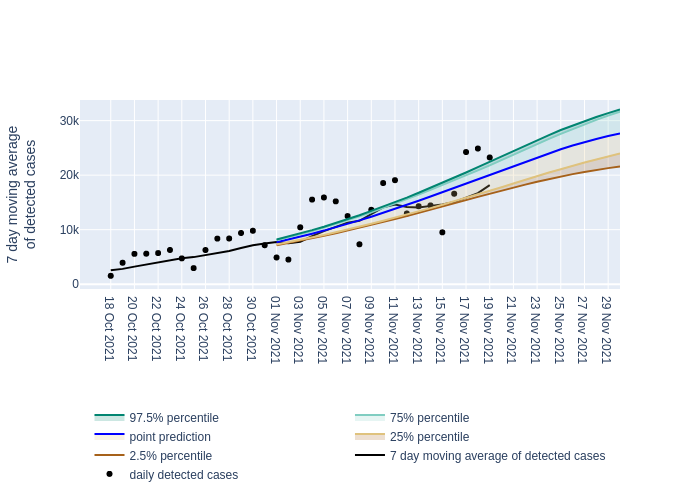 7 day moving average
of detected cases
30k
20k
10k
0
18 Oct 2021
20 Oct 2021
22 Oct 2021
24 Oct 2021
26 Oct 2021
28 Oct 2021
30 Oct 2021
01 Nov 2021
03 Nov 2021
05 Nov 2021
07 Nov 2021
09 Nov 2021
11 Nov 2021
13 Nov 2021
15 Nov 2021
17 Nov 2021
19 Nov 2021
21 Nov 2021
23 Nov 2021
25 Nov 2021
27 Nov 2021
29 Nov 2021
97.5% percentile
75% percentile
point prediction
25% percentile
2.5% percentile
7 day moving average of detected cases
daily detected cases